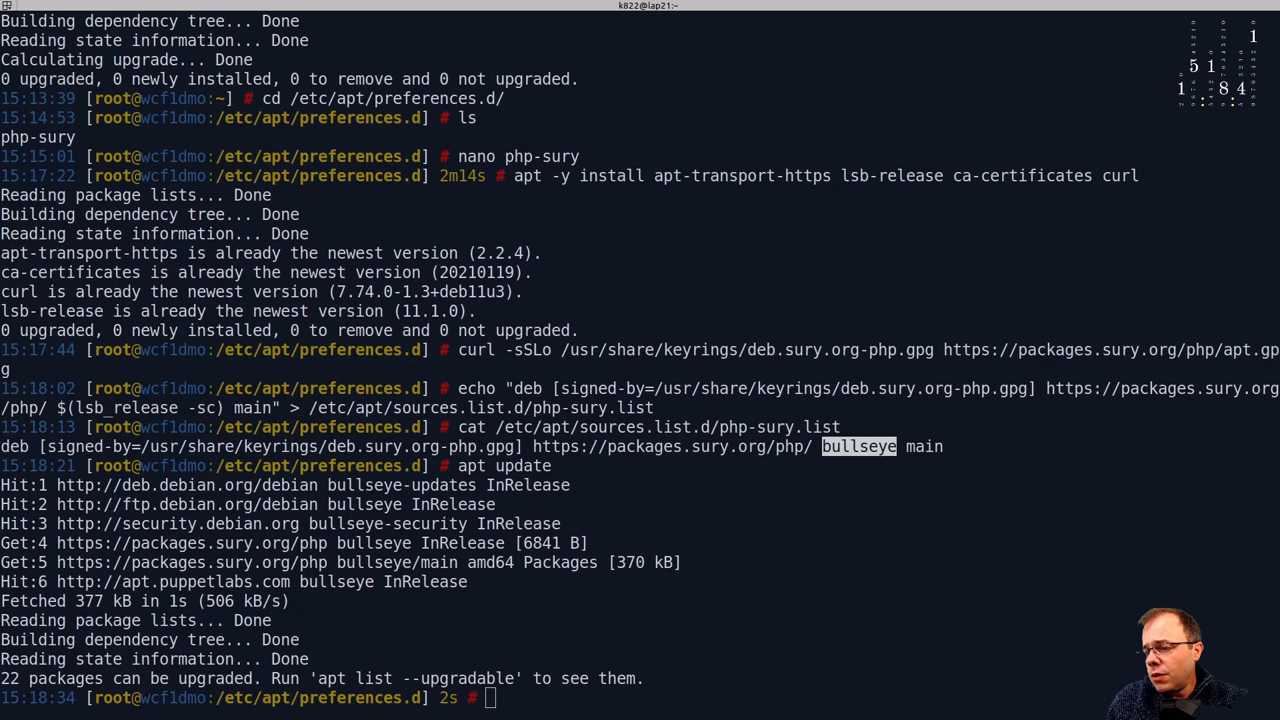 k822@lap21:~
Building dependency tree... Done
Reading state information... Done
Calculating upgrade... Done
0 upgraded, 0 newly installed, 0 to remove and 0 not upgraded.
15:13:39 [root@wcf1dmo:~] # cd /etc/apt/preferences.d/
15:14:53 [root@wcf1dmo:/etc/apt/preferences.d] # ls
php-sury
15:15:01 [root@wcf1dmo:/etc/apt/preferences.d] # nano php-sury
15:17:22 [root@wcf1dmo:/etc/apt/preferences.d] 2m14s # apt -y install apt-transport-https lsb-release ca-certificates curl
Reading package lists... Done
Building dependency tree... Done
Reading state information... Done
apt-transport-https is already the newest version (2.2.4).
ca-certificates is already the newest version (20210119).
curl is already the newest version (7.74.0-1.3+deb11u3).
lsb-release is already the newest version (11.1.0).
0 upgraded, 0 newly installed, 0 to remove and 0 not upgraded.
15:17:44 [root@wcf1dmo:/etc/apt/preferences.d] # curl -sSLo /usr/share/keyrings/deb.sury.org-php.gpg https://packages.sury.org/php/apt.gp
g
15:18:02 [root@wcf1dmo:/etc/apt/preferences.d] # echo "deb [signed-by=/usr/share/keyrings/deb.sury.org-php.gpg] https://packages.sury.org
/php/ $(lsb_release -sc) main" > /etc/apt/sources.list.d/php-sury.list
15:18:13 [root@wcf1dmo:/etc/apt/preferences.d] # cat /etc/apt/sources.list.d/php-sury.list
deb [signed-by=/usr/share/keyrings/deb.sury.org-php.gpg] https://packages.sury.org/php/ bullseye main
15:18:21 [root@wcf1dmo:/etc/apt/preferences.d] # apt update
Hit:1 http://deb.debian.org/debian bullseye-updates InRelease
Hit:2 http://ftp.debian.org/debian bullseye InRelease
Hit:3 http://security.debian.org bullseye-security InRelease
Get:4 https://packages.sury.org/php bullseye InRelease [6841 B]
Get:5 https://packages.sury.org/php bullseye/main amd64 Packages [370 kB]
Hit:6 http://apt.puppetlabs.com bullseye InRelease
Fetched 377 kB in 1s (506 kB/s)
Reading package lists... Done
Building dependency tree... Done
Reading state information... Done
22 packages can be upgraded. Run 'apt list --upgradable' to see them.
15:18:34 [root@wcf1dmo:/etc/apt/preferences.d] 2s #
1
5 1
1 8 4